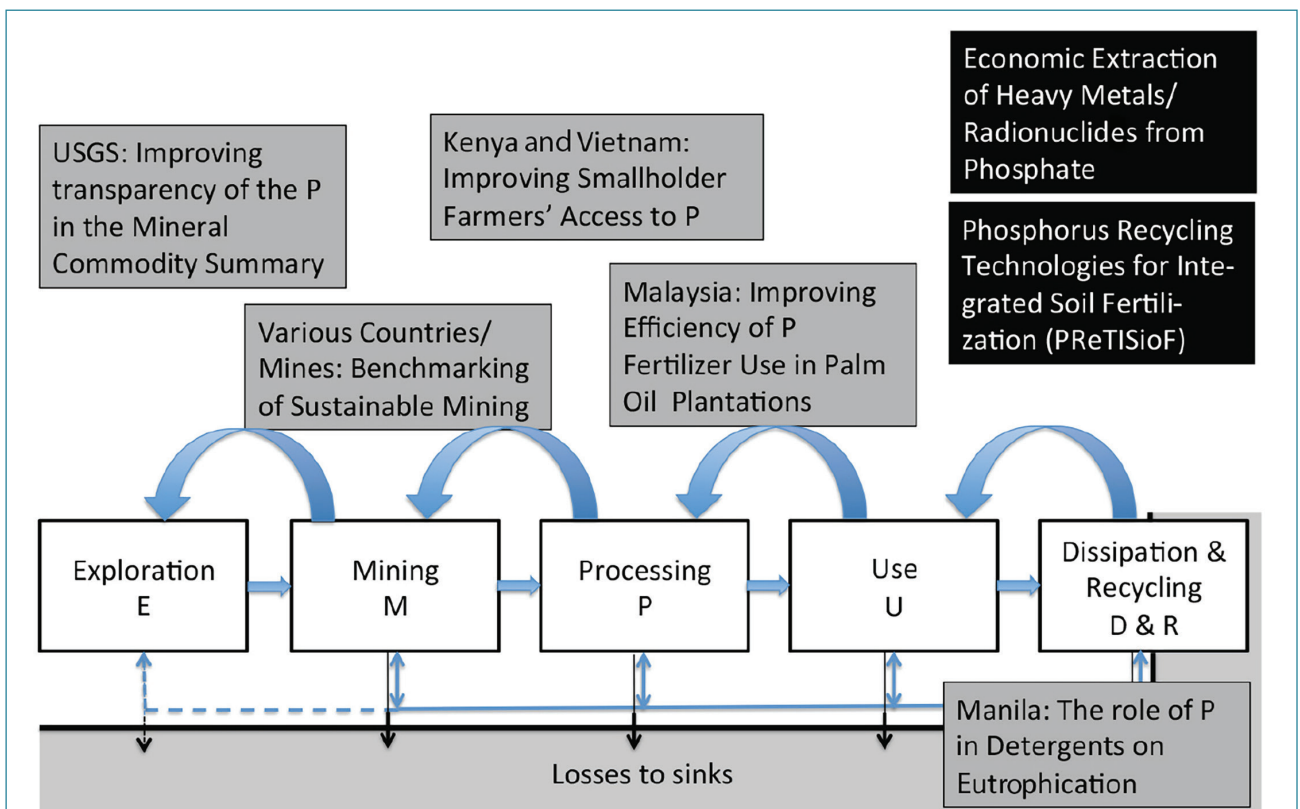 USGS: Improving
transparency of the P
in the Mineral
Commodity Summary
Kenya and Vietnam:
Improving Smallholder
Farmers’ Access to P
Economic Extraction
of Heavy Metals/
Radionuclides from
Phosphate
Phosphorus Recycling
Technologies for Inte-
grated Soil Fertili-
zation (PReTISioF)
Various Countries/
Mines: Benchmarking
of Sustainable Mining
Malaysia: Improving
Efficiency of P
Fertilizer Use in Palm
Oil Plantations
Exploration
E
Mining
M
Processing
P
Use
U
Dissipation &
Recycling
D & R
Manila: The role of P
in Detergents on
Eutrophication
Losses to sinks